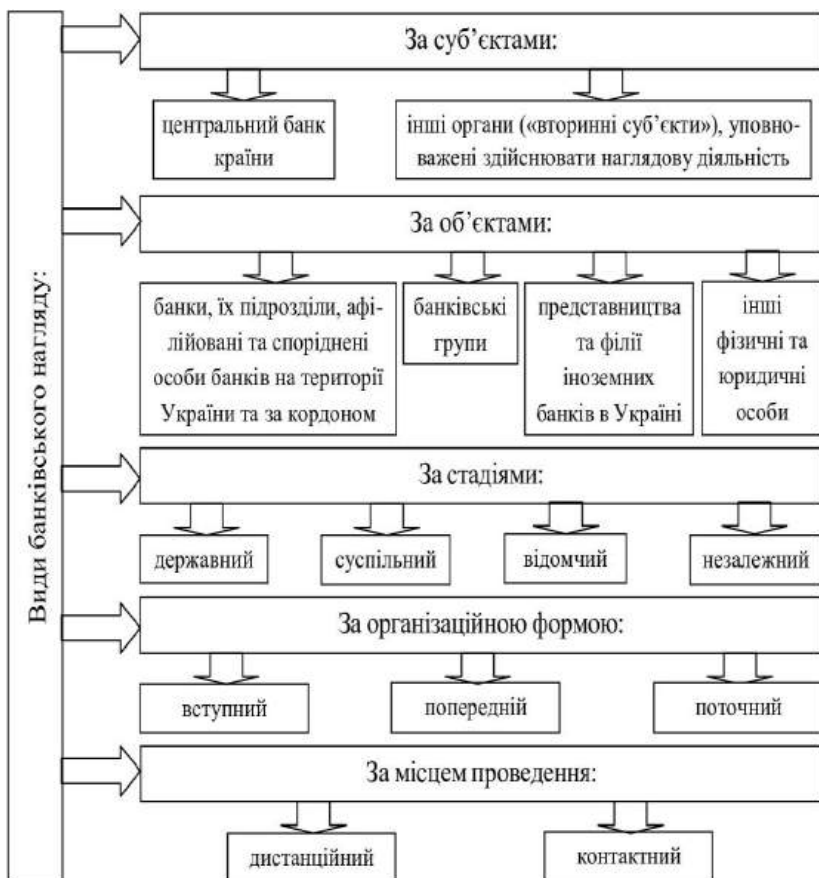 Види банківського нагляду:
За суб’єктами:
центральний банк
країни
інші органи («вторинні суб’єкти»), уповно-
важені здійснювати наглядову діяльність
За об’єктами:
банки, їх підрозділи, афі-
лійовані та споріднені
особи банків на території
України та за кордоном
банківські
групи
представництва
та філії
іноземних
банків в Україні
інші
фізичні та
юридичні
особи
За стадіями:
державний
суспільний
відомчий
незалежний
За організаційною формою:
вступний
попередній
поточний
За місцем проведення:
дистанційний
контактний